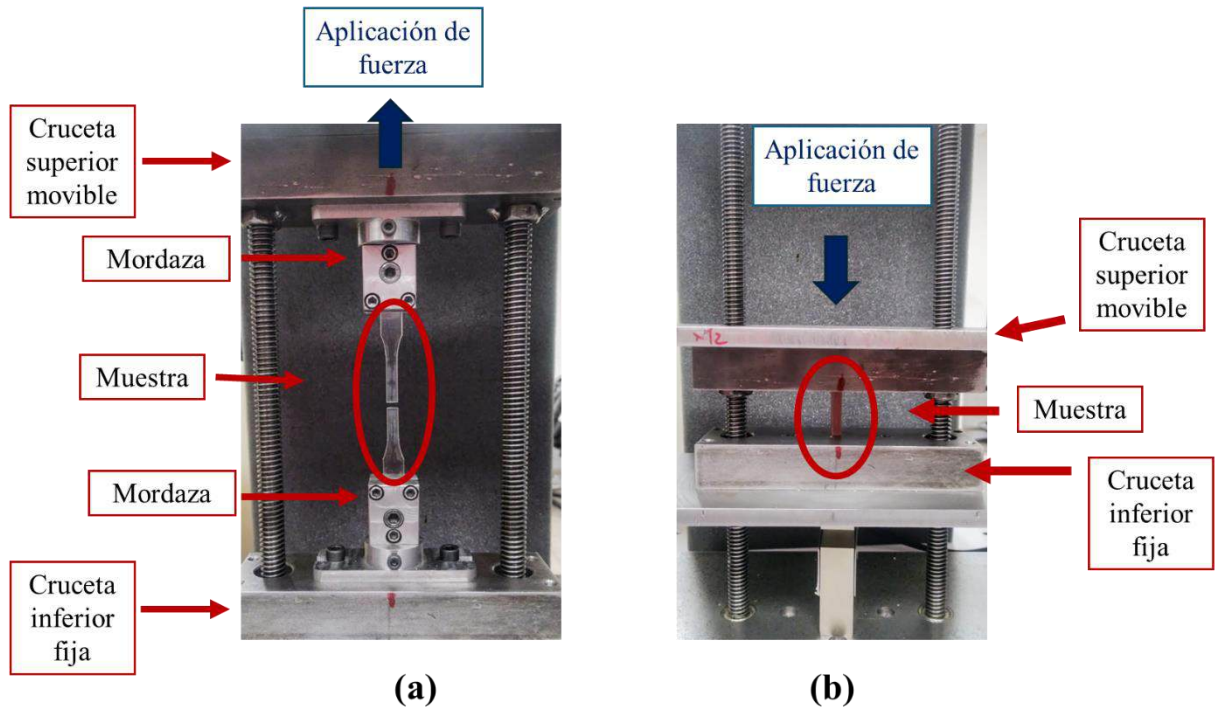 Aplicación de
fuerza
Cruceta
superior
movible
Mordaza
Muestra
Mordaza
Cruceta
inferior
fija
(a)
Aplicación de
fuerza
Cruceta
superior
movible
Muestra
Cruceta
inferior
fija
(b)